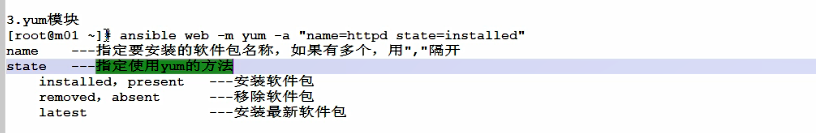 3.yum模块
[root@m01 ~]# ansible web -m yum -a "name=httpd state=installed"
name ---指定要安装的软件包名称，如果有多个，用","隔开
state ---指定使用yum的方法
installed, present ---安装软件包
removed, absent ---移除软件包
latest ---安装最新软件包